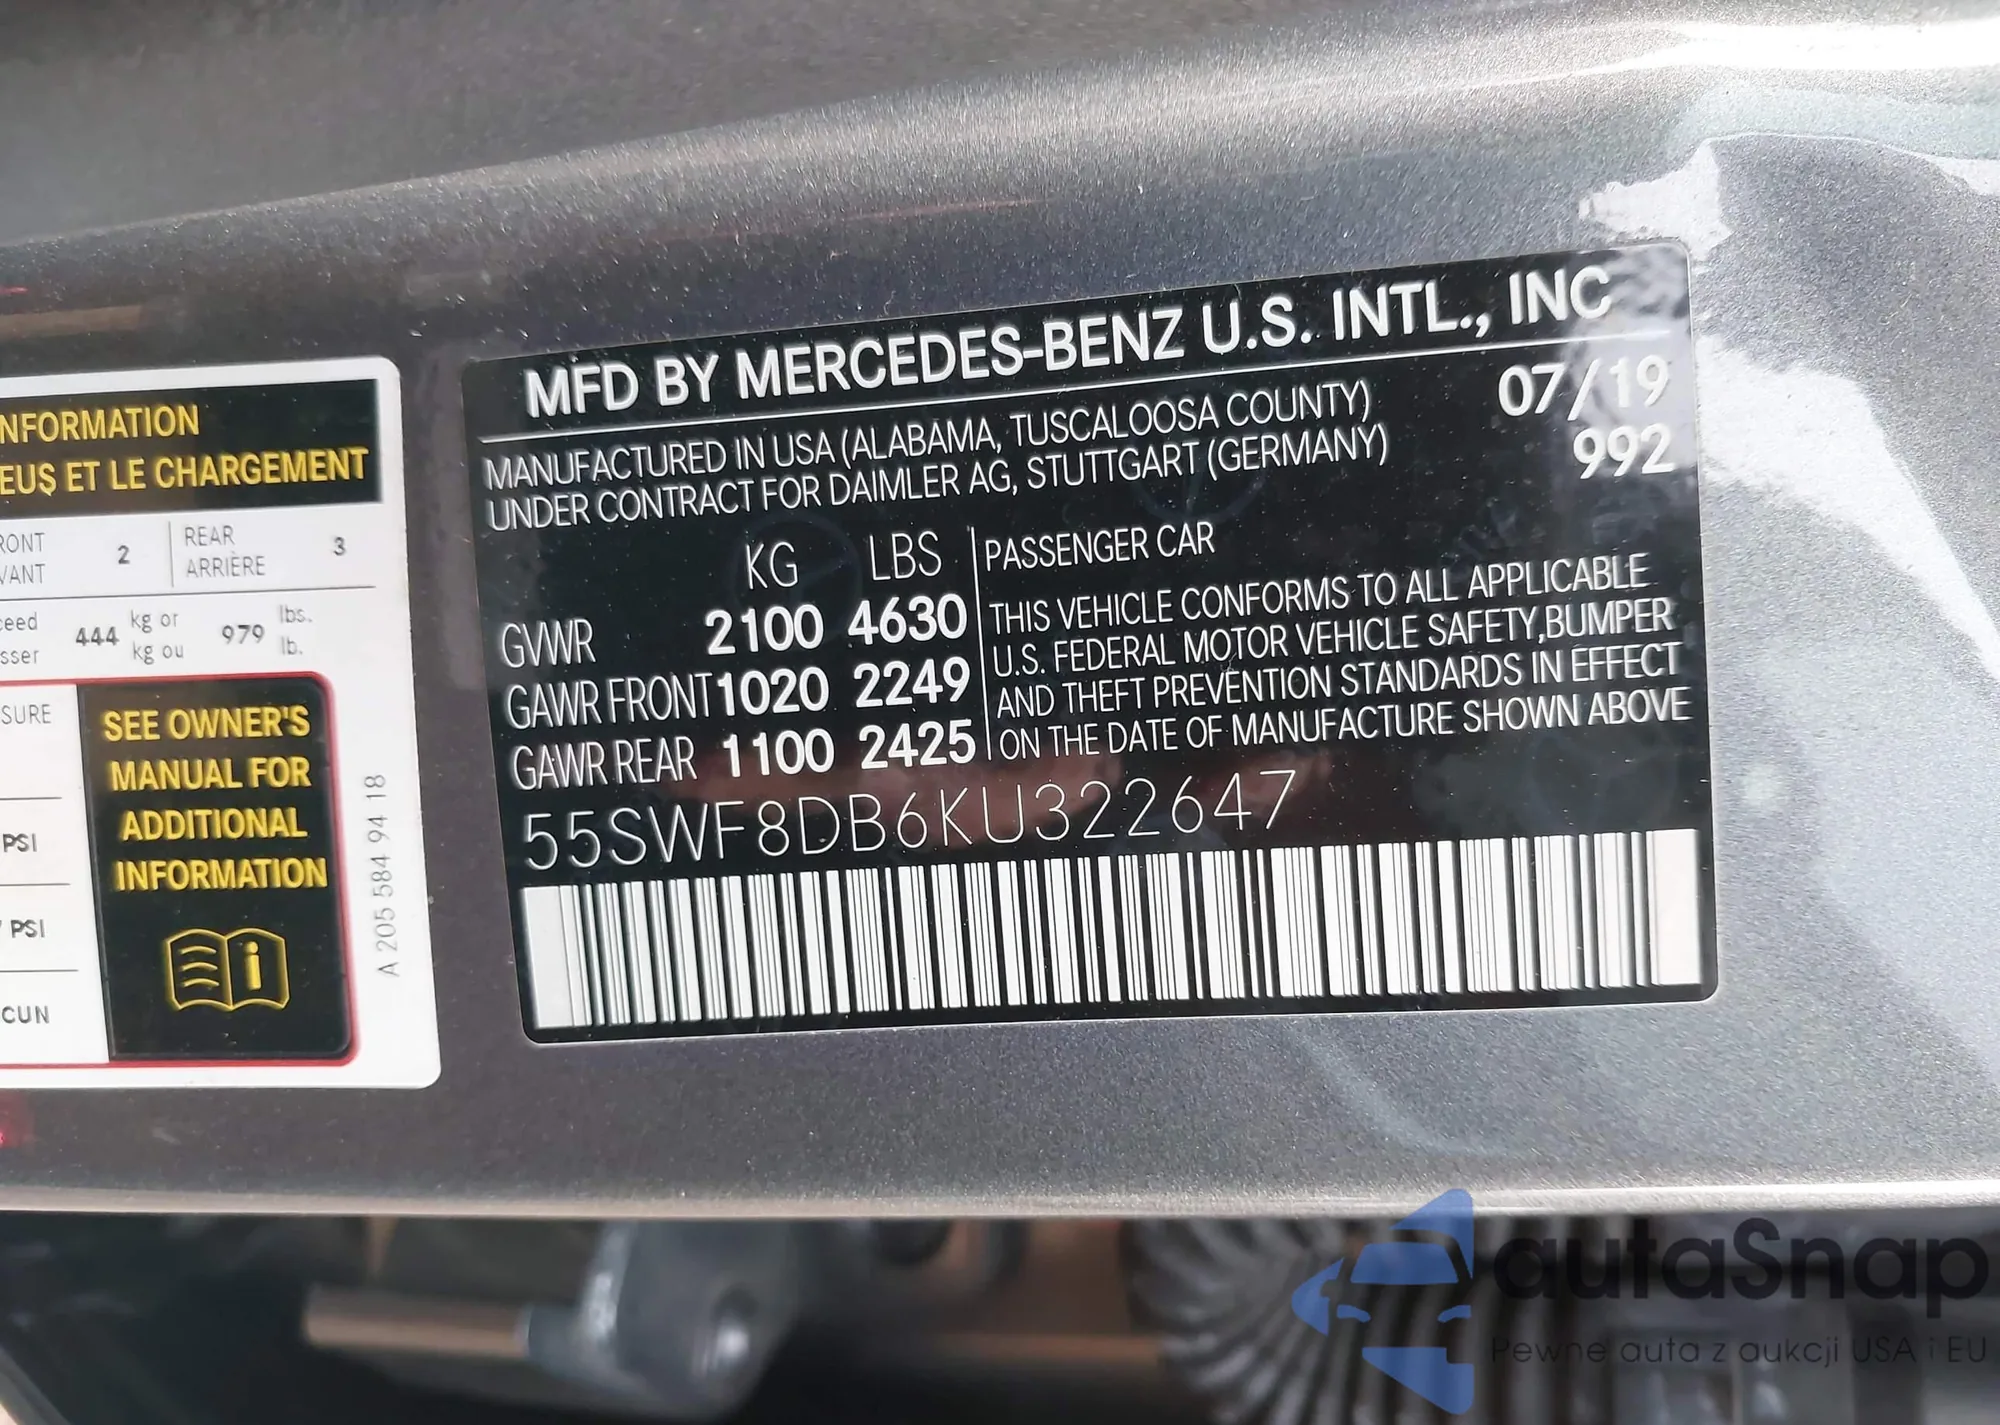 NFORMATION
EUS ET LE CHARGEMENT
RONT 2 REAR 3
VANT ARRIÈRE
ceed 444 kg or 979 lbs.
sser kg ou lb.
SURE
PSI
PSI
CUN
SEE OWNER'S
MANUAL FOR
ADDITIONAL
INFORMATION
A 205 584 94 18
MFD BY MERCEDES-BENZ U.S. INTL., INC
MANUFACTURED IN USA (ALABAMA, TUSCALOOSA COUNTY) 07/19
UNDER CONTRACT FOR DAIMLER AG, STUTTGART (GERMANY) 992
KG LBS
GVWR 2100 4630
GAWR FRONT 1020 2249
GAWR REAR 1100 2425
PASSENGER CAR
THIS VEHICLE CONFORMS TO ALL APPLICABLE
U.S. FEDERAL MOTOR VEHICLE SAFETY,BUMPER
AND THEFT PREVENTION STANDARDS IN EFFECT
ON THE DATE OF MANUFACTURE SHOWN ABOVE
55SWF8DB6KU322647
autaSnap
Pewne auta z aukcji USA i EU